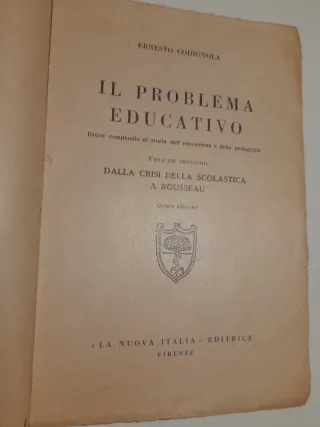 ERNESTO CODIGNOLA
IL PROBLEMA
EDUCATIVO
Breve compendio di storia dell'educazione e della pedagogia
VOLUME SECONDO
DALLA CRISI DELLA SCOLASTICA
A ROUSSEAU
edizione
«LA NUOVA ITALIA» EDITRICE
FIRENZE